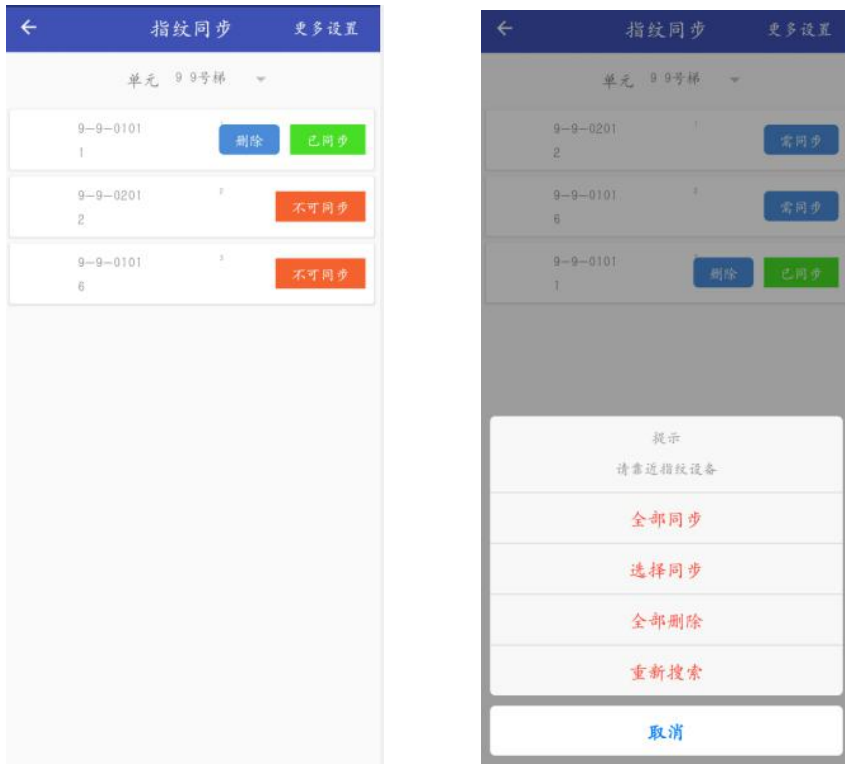 指纹同步 更多设置
单元 9 9号梯
9-9-0101
1
删除 已同步
9-9-0201 2
2
不可同步
9-9-0101 3
6
不可同步
指纹同步 更多设置
单元 9 9号梯
9-9-0201 1
2
需同步
9-9-0101 2
6
需同步
9-9-0101
1
删除 已同步
提示
请靠近指纹设备
全部同步
选择同步
全部删除
重新搜索
取消